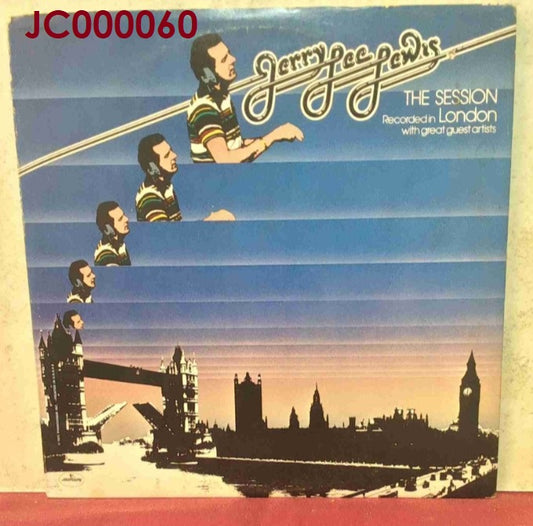 JC000060
Jerry Lee Lewis
THE SESSION
Recorded in London
with great guest artists